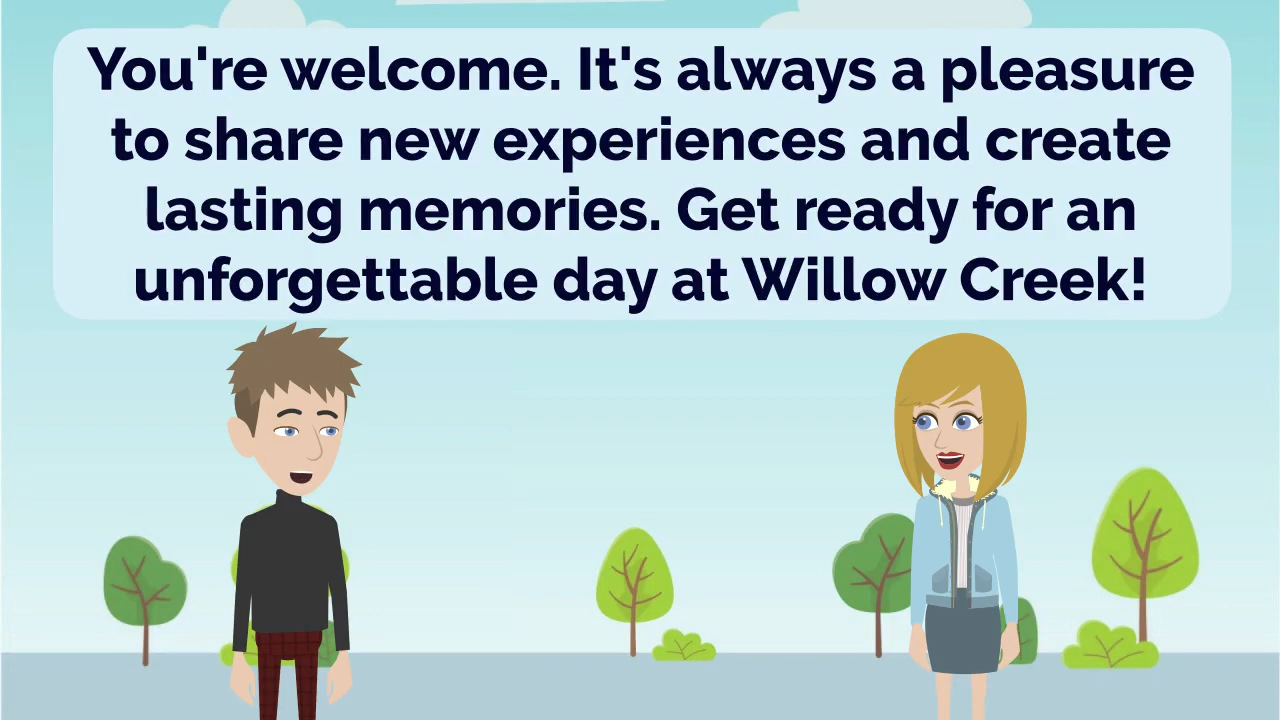 You're welcome. It's always a pleasure
to share new experiences and create
lasting memories. Get ready for an
unforgettable day at Willow Creek!